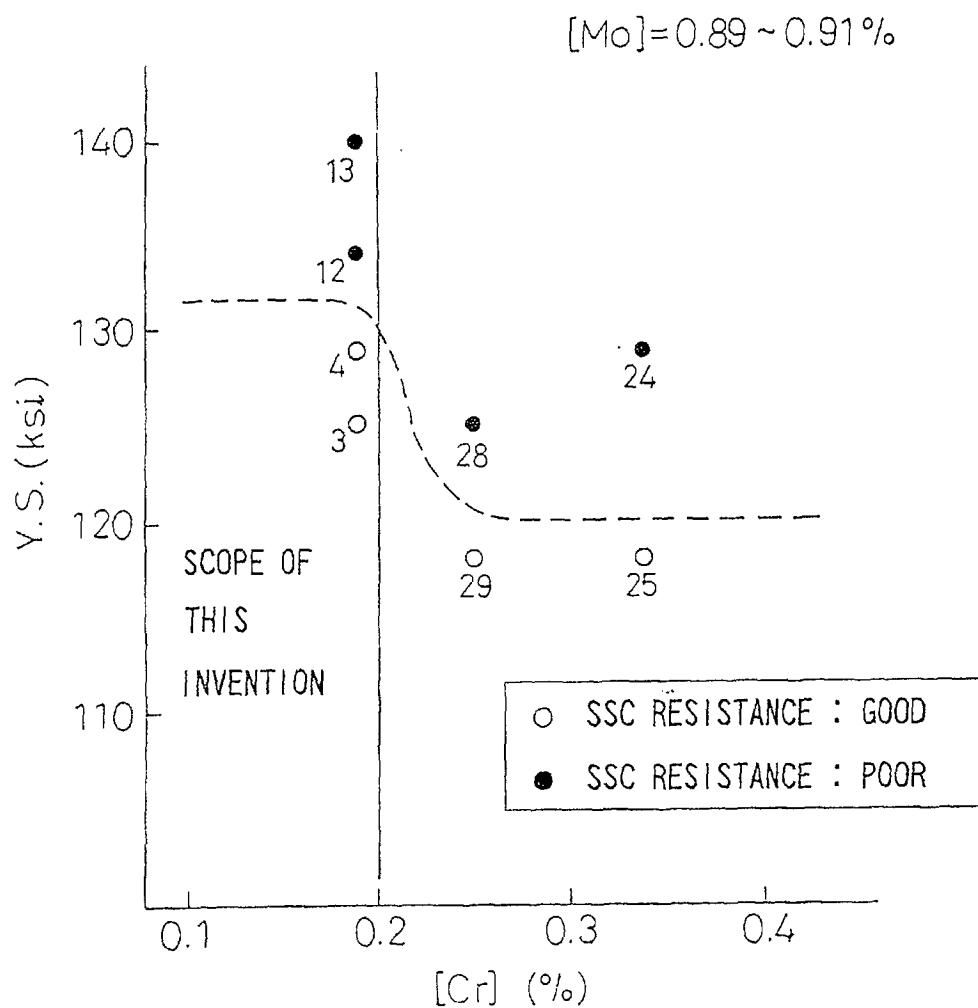 [Mo]=0.89~0.91%
140
13
12
130
4
3
24
28
Y.S. (ksi)
120
29
25
SCOPE OF
THIS
INVENTION
110
○ SSC RESISTANCE : GOOD
● SSC RESISTANCE : POOR
0.1
0.2
0.3
0.4
[Cr] (%)